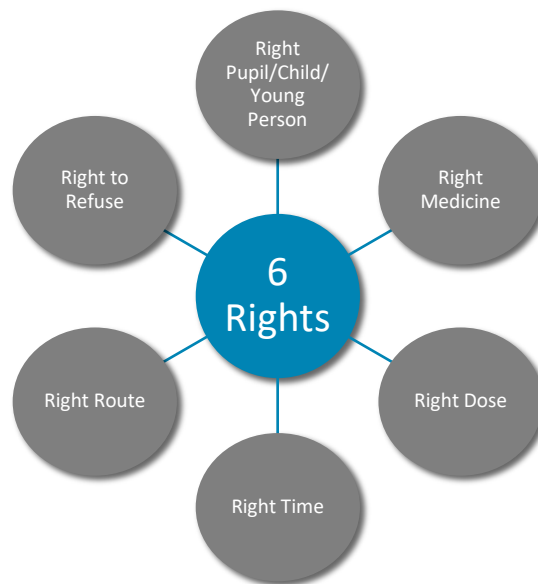 Right
Pupil/Child/
Young
Person
Right to
Refuse
Right
Medicine
6
Rights
Right Route
Right Dose
Right Time